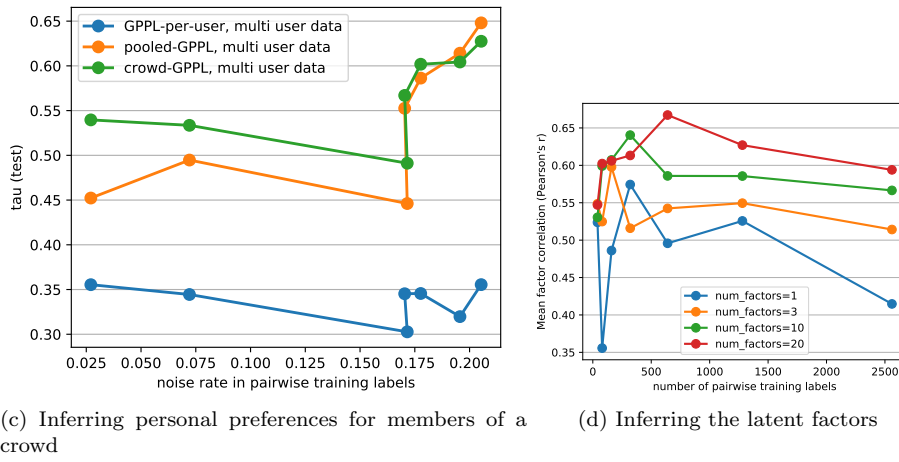 0.65
0.60
0.55
0.50
0.45
0.40
0.35
0.30
tau (test)
GPPL-per-user, multi user data
pooled-GPPL, multi user data
crowd-GPPL, multi user data
0.025 0.050 0.075 0.100 0.125 0.150 0.175 0.200
noise rate in pairwise training labels
(c) Inferring personal preferences for members of a
crowd
0.65
0.60
0.55
0.50
0.45
0.40
0.35
Mean factor correlation (Pearson's r)
num_factors=1
num_factors=3
num_factors=10
num_factors=20
0 500 1000 1500 2000 2500
number of pairwise training labels
(d) Inferring the latent factors